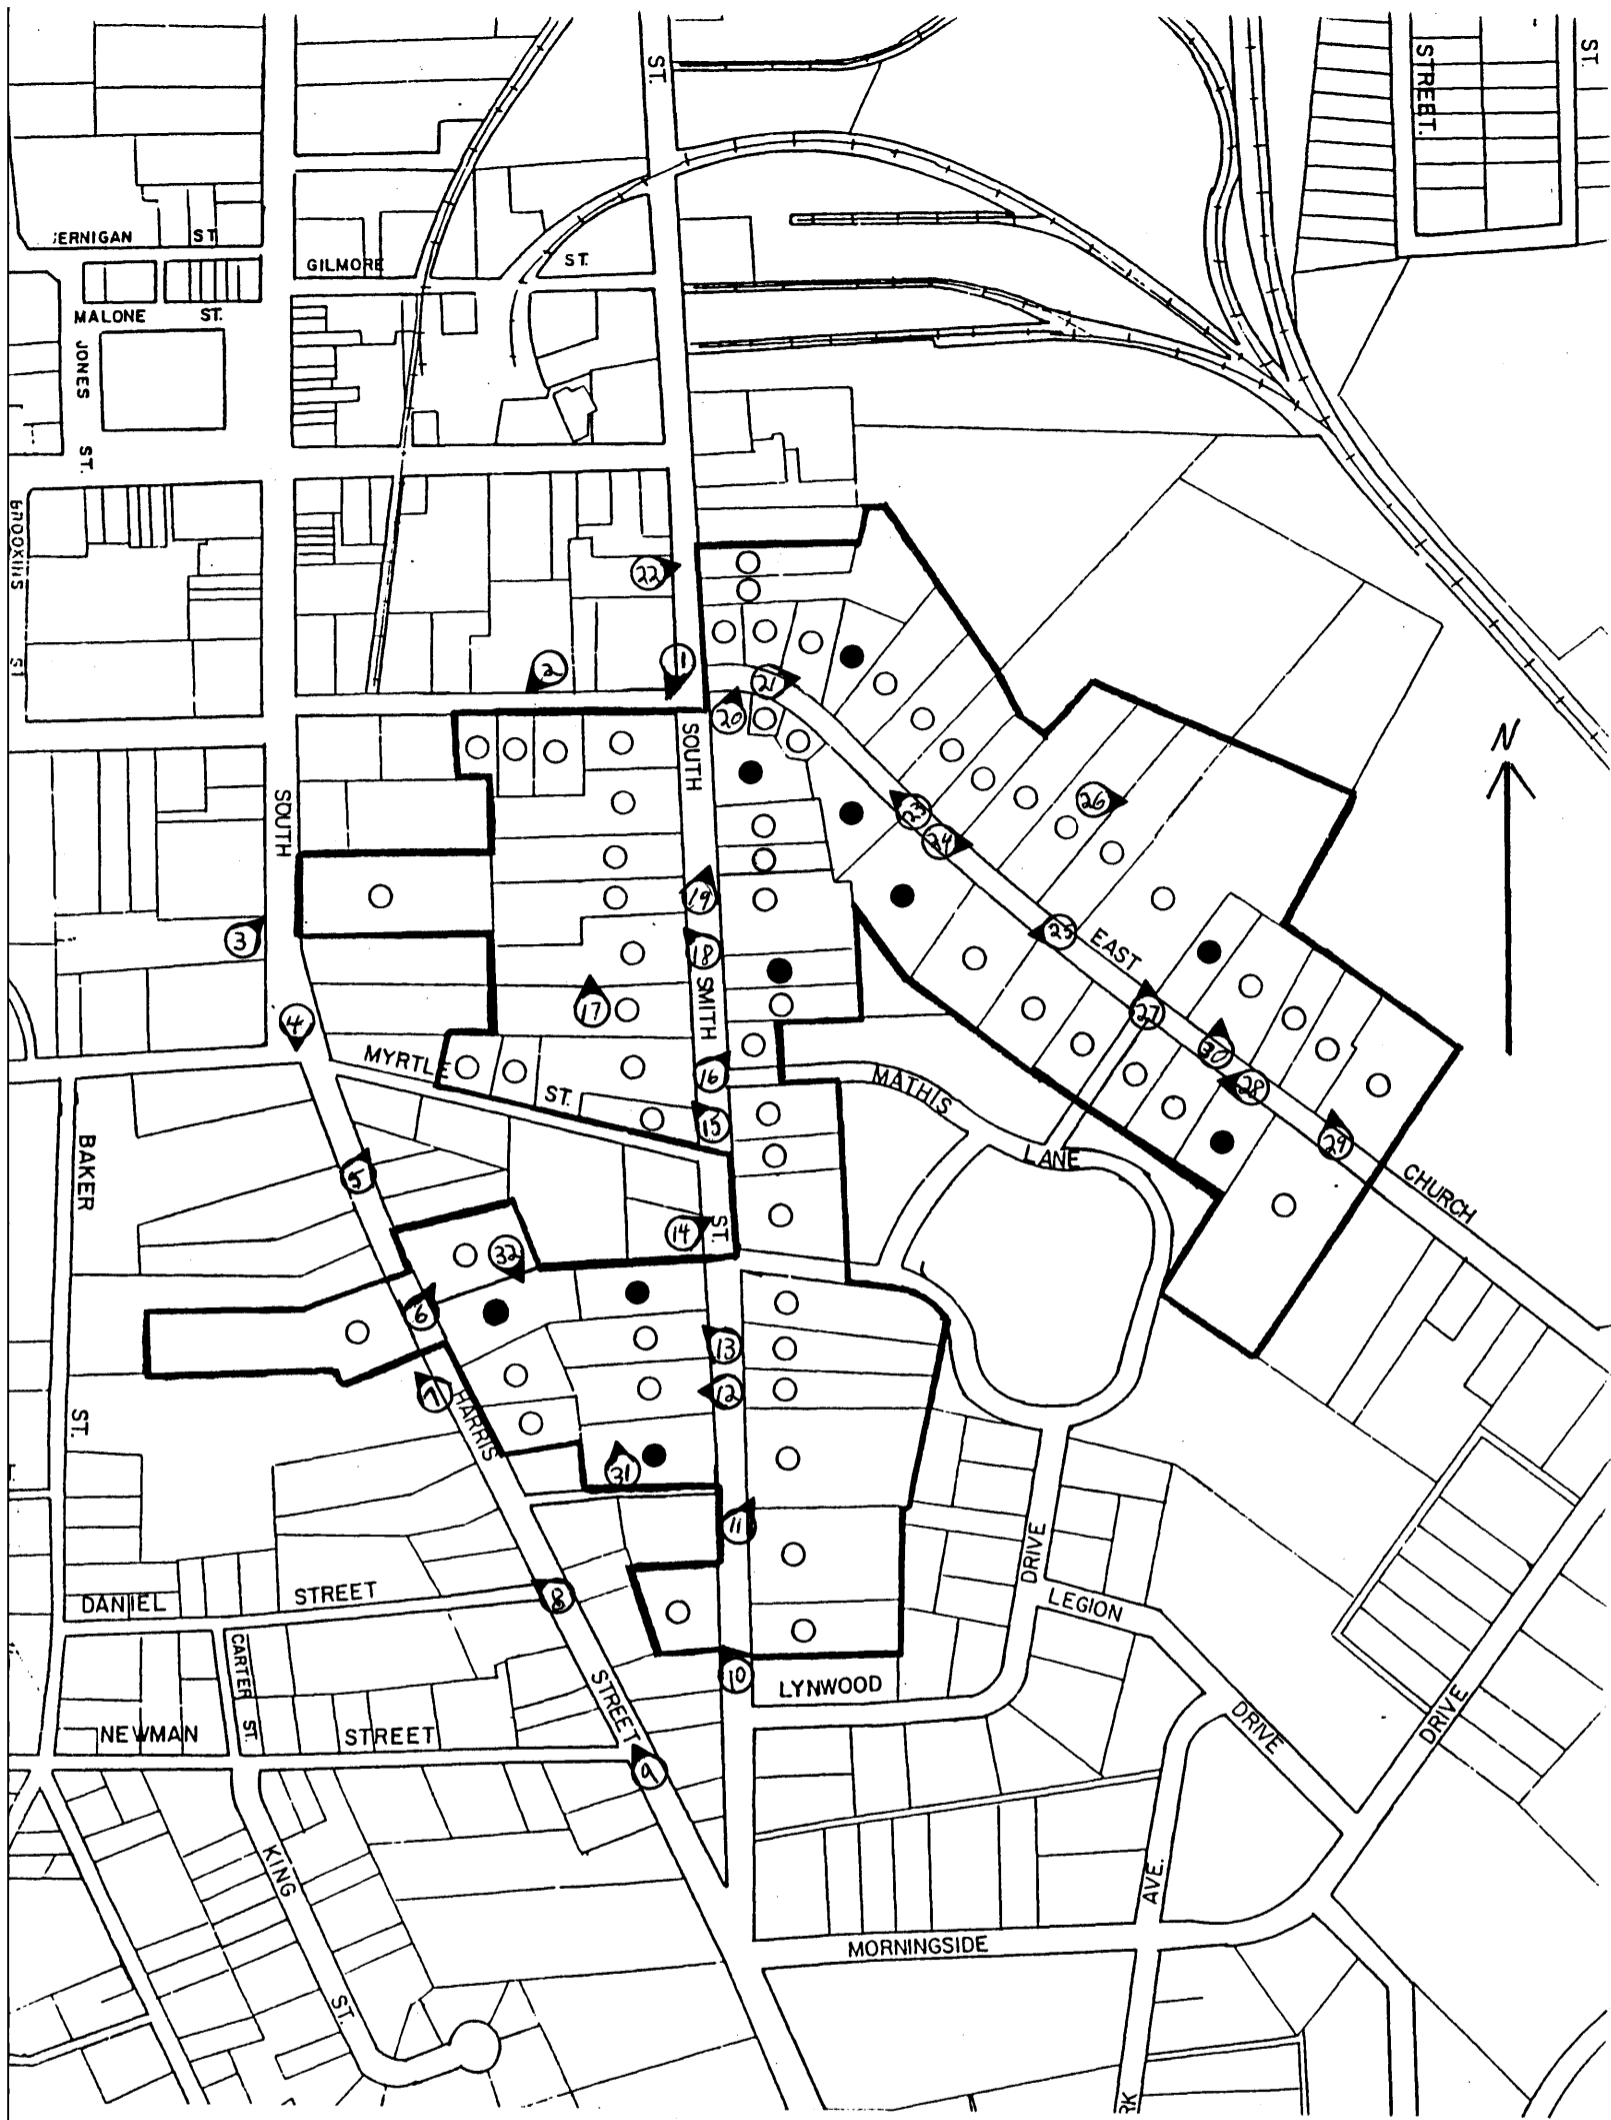 ST.
STREET.
ST.
ERNIGAN ST
GILMORE ST.
MALONE ST.
JONES ST.
22
2
1
21
20
N
SOUTH
SOUTH
23
24
26
19
3
18
25
EAST
SMITH
17
27
4
30
MYRTLE ST.
16
MATHIS LANE
28
15
29
BAKER ST.
5
CHURCH
14
ST.
32
6
13
12
7
HARRIS STREET
31
11
DRIVE
8
DANIEL STREET
LEGION DRIVE
CARTER ST.
10
LYNWOOD
DRIVE
NEWMAN STREET
9
KING ST.
AVE.
MORNINGSIDE
RK